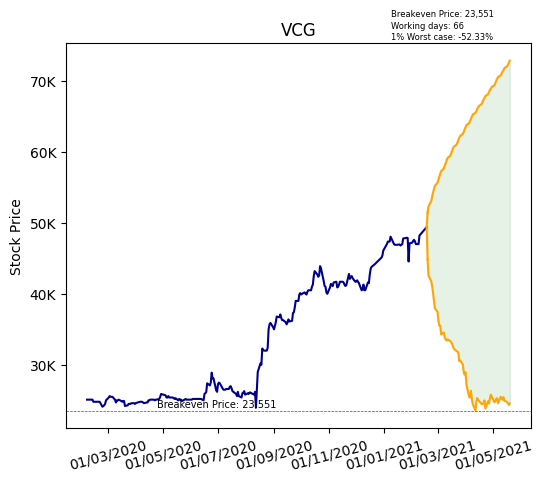 Breakeven Price: 23,551
Working days: 66
1% Worst case: -52.33%
VCG
Stock Price
70K
60K
50K
40K
30K
Breakeven Price: 23,551
01/03/2020
01/05/2020
01/07/2020
01/09/2020
01/11/2020
01/01/2021
01/03/2021
01/05/2021